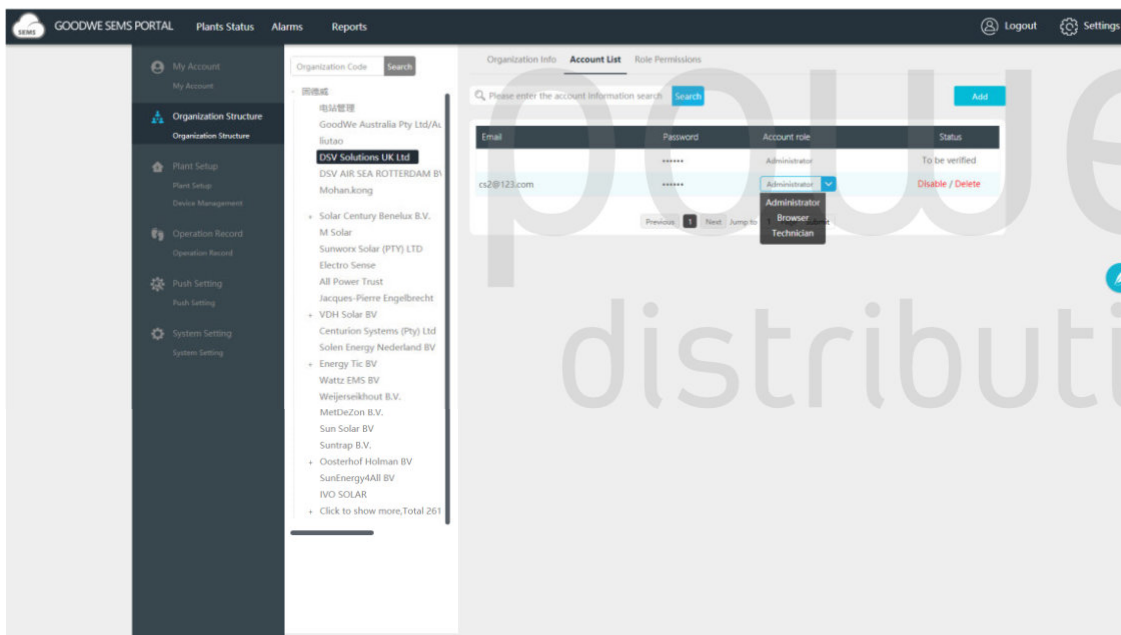 SEMS
GOODWE SEMS PORTAL
Plants Status
Alarms
Reports
Logout
Settings
My Account
My Account
Organization Structure
Organization Structure
Plant Setup
Plant Setup
Device Management
Operation Record
Operation Record
Push Setting
Push Setting
System Setting
System Setting
Organization Code
Search
固德威
电站管理
GoodWe Australia Pty Ltd/Au
liutao
DSV Solutions UK Ltd
DSV AIR SEA ROTTERDAM BV
Mohan.kong
+ Solar Century Benelux B.V.
M Solar
Sunworx Solar (PTY) LTD
Electro Sense
All Power Trust
Jacques-Pierre Engelbrecht
+ VDH Solar BV
Centurion Systems (Pty) Ltd
Solen Energy Nederland BV
+ Energy Tic BV
Wattz EMS BV
Weijerseikhout B.V.
MetDeZon B.V.
Sun Solar BV
Suntrap B.V.
+ Oosterhof Holman BV
SunEnergy4All BV
IVO SOLAR
+ Click to show more,Total 261
Organization Info
Account List
Role Permissions
Please enter the account information search
Search
Add
Email Password Account role Status
•••••• Administrator To be verified
cs2@123.com •••••• Administrator Disable / Delete
Administrator
Browser
Technician
Previous 1 Next Jump to
powe
distributi